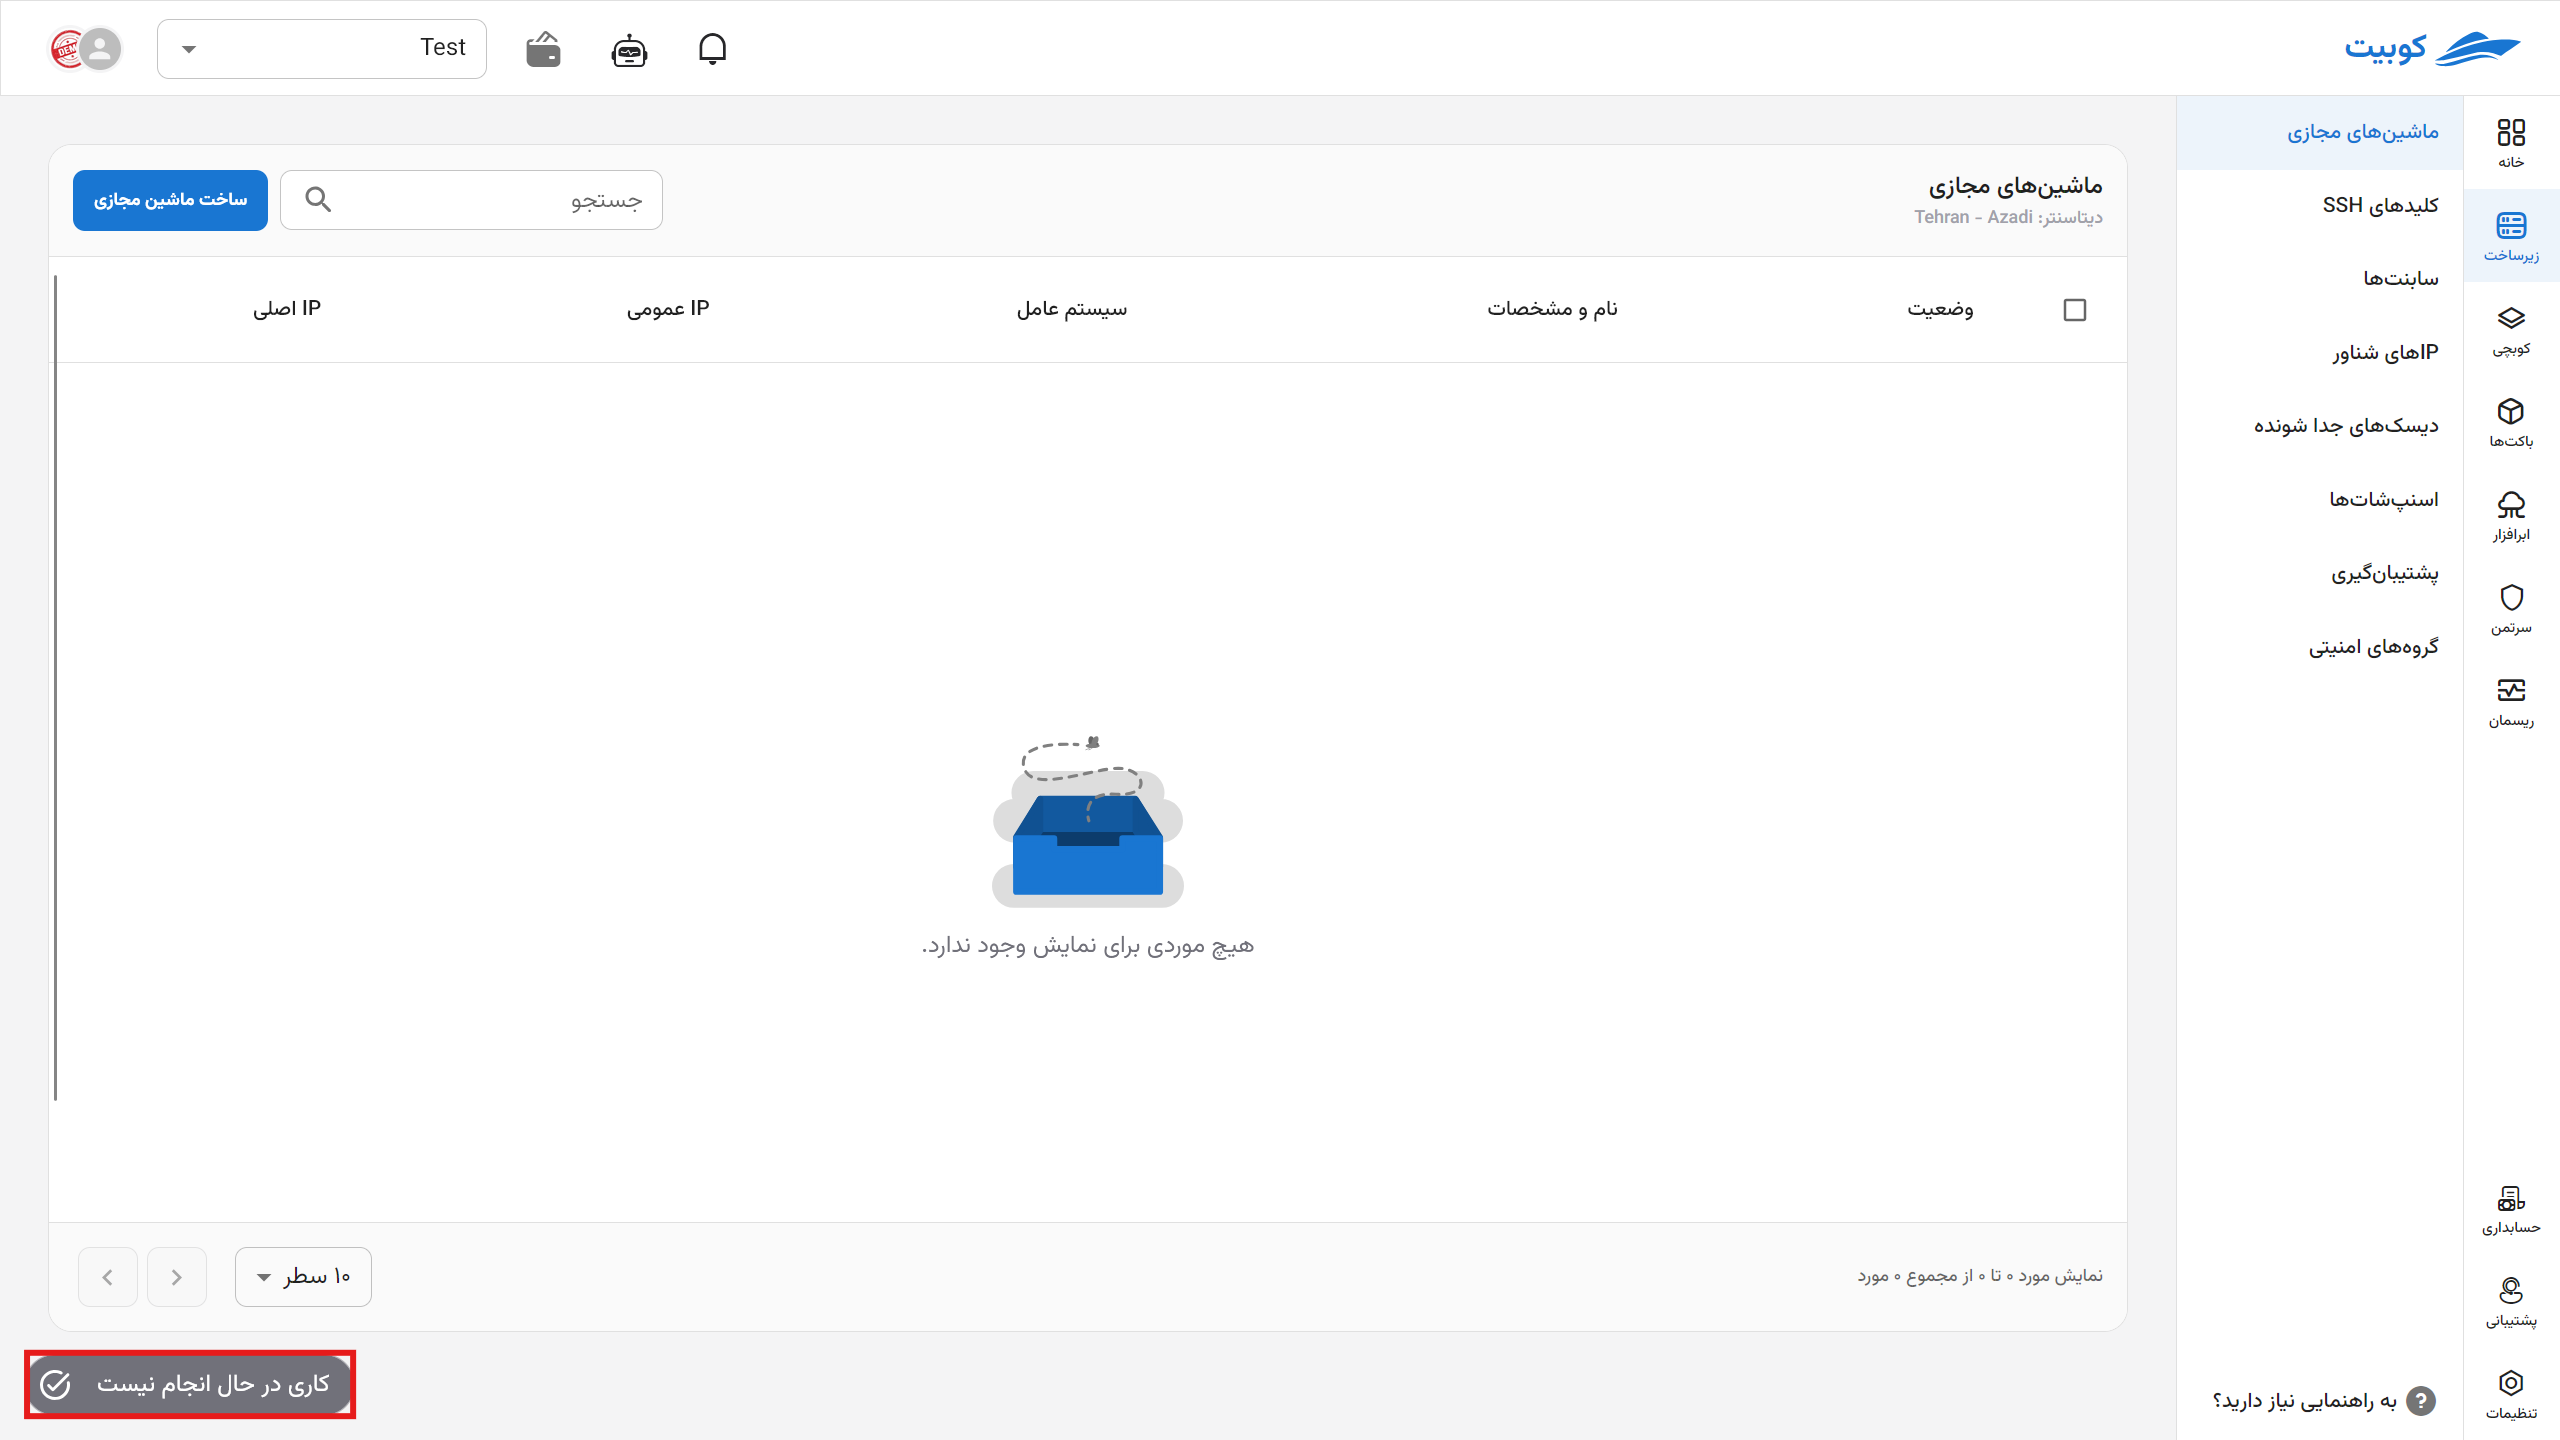 کوبیت
Test
DEMO
خانه
زیرساخت
کوبچی
باکت‌ها
ابرافزار
سرتمن
ریسمان
حسابداری
پشتیبانی
تنظیمات
ماشین‌های مجازی
کلیدهای SSH
سابنت‌ها
IPهای شناور
دیسک‌های جدا شونده
اسنپ‌شات‌ها
پشتیبان‌گیری
گروه‌های امنیتی
? به راهنمایی نیاز دارید؟
ماشین‌های مجازی
دیتاسنتر: Tehran - Azadi
جستجو
ساخت ماشین مجازی
وضعیت
نام و مشخصات
سیستم عامل
IP عمومی
IP اصلی
هیچ موردی برای نمایش وجود ندارد.
نمایش مورد ۰ تا ۰ از مجموع ۰ مورد
۱۰ سطر
کاری در حال انجام نیست